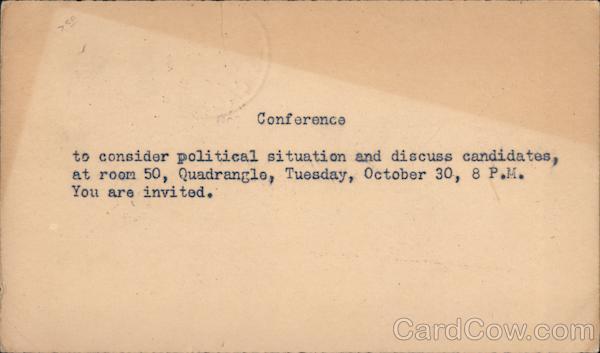 Conference
to consider political situation and discuss candidates,
at room 50, Quadrangle, Tuesday, October 30, 8 P.M.
You are invited.
CardCow.com